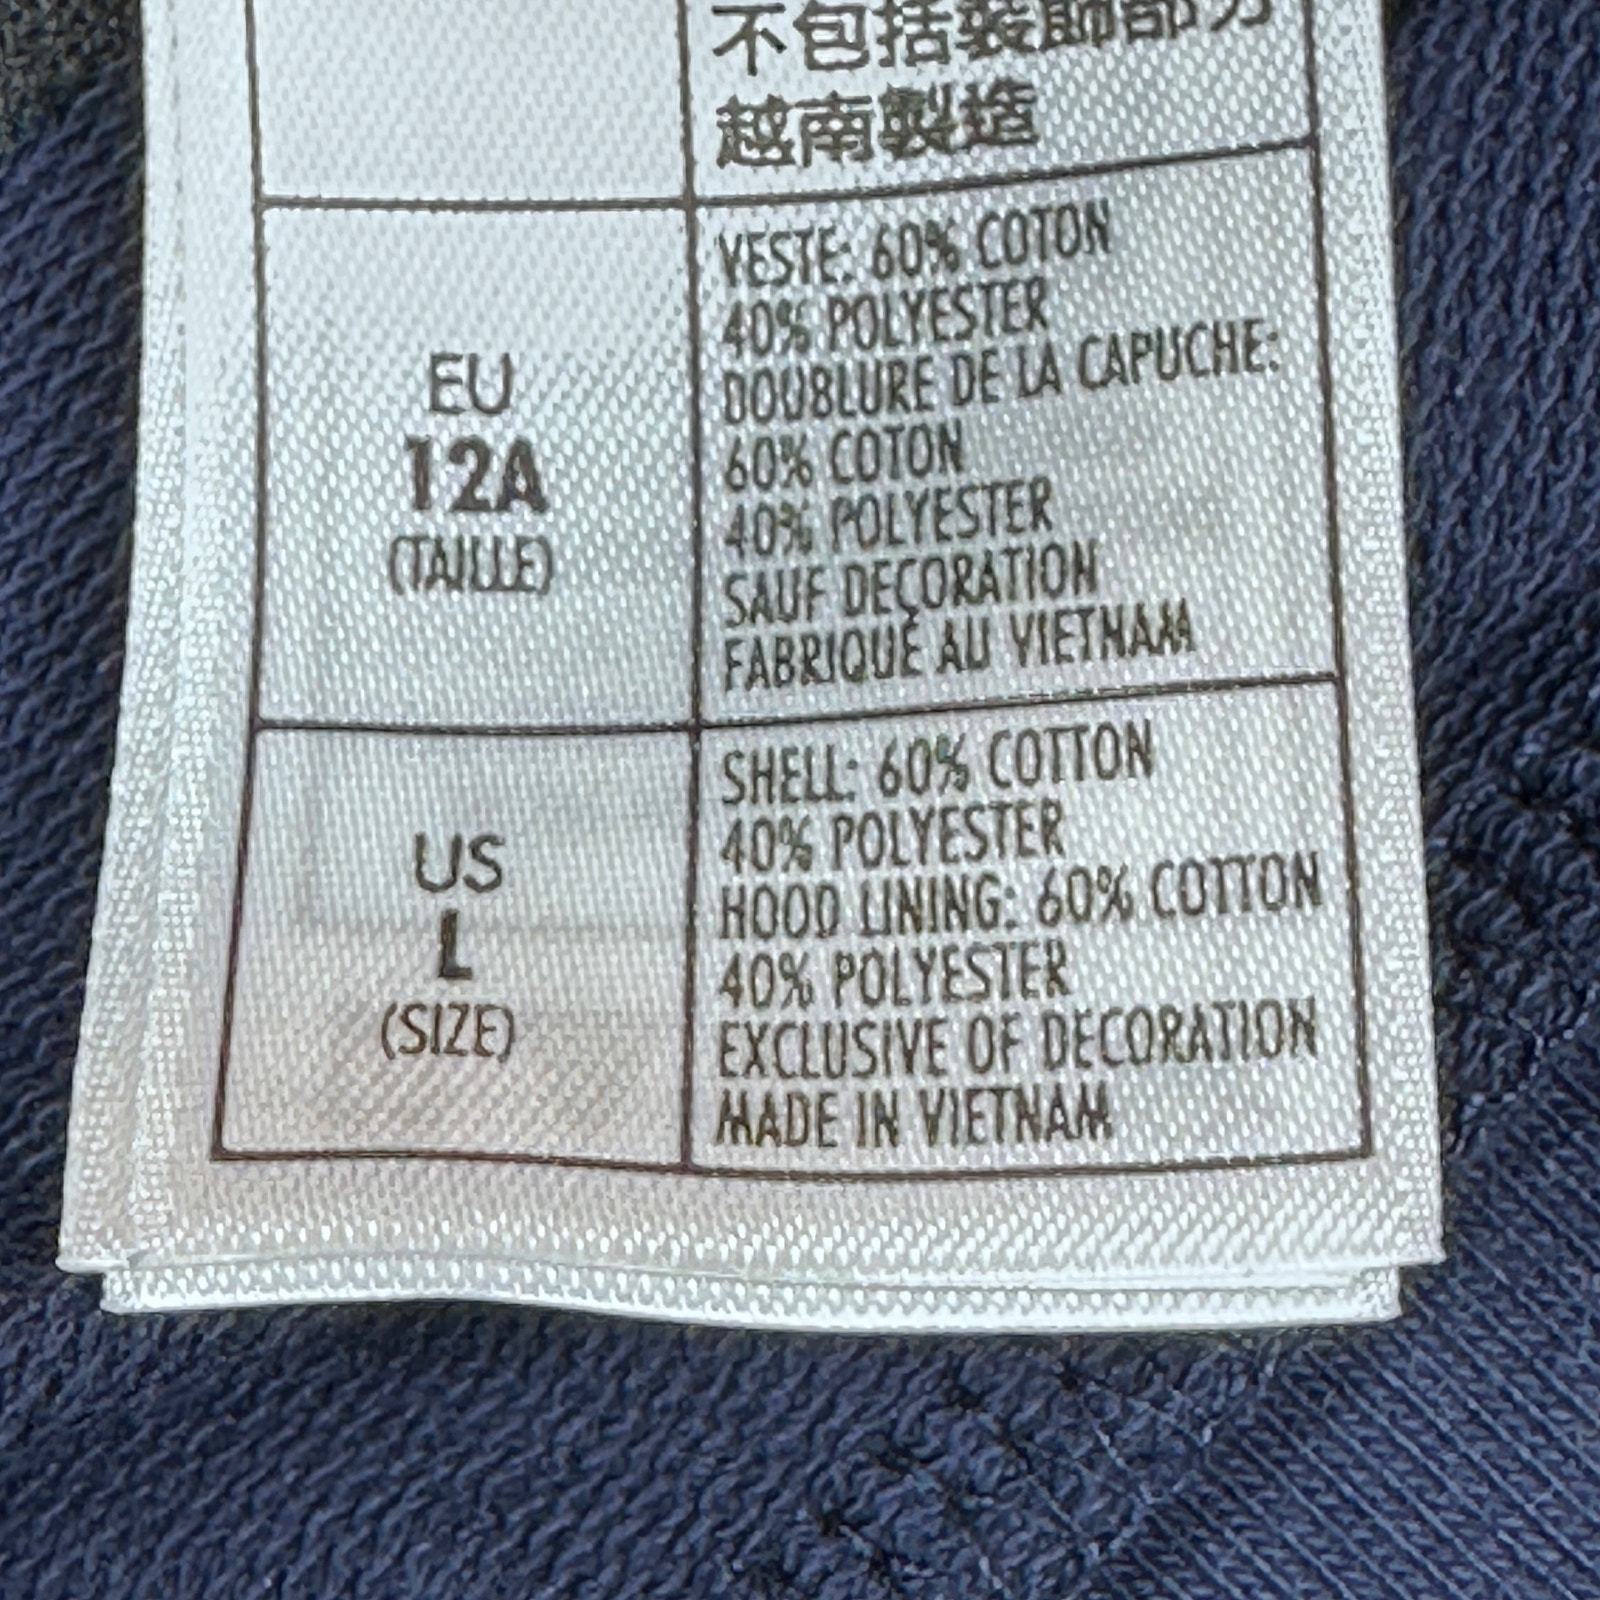 不包括裝飾部分
越南製造
EU
12A
(TAILLE)
VESTE: 60% COTON
40% POLYESTER
DOUBLURE DE LA CAPUCHE:
60% COTON
40% POLYESTER
SAUF DECORATION
FABRIQUÉ AU VIETNAM
US
L
(SIZE)
SHELL: 60% COTTON
40% POLYESTER
HOOD LINING: 60% COTTON
40% POLYESTER
EXCLUSIVE OF DECORATION
MADE IN VIETNAM